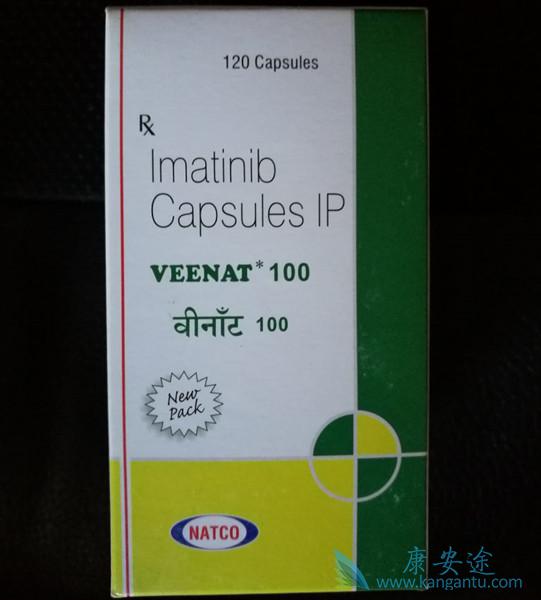 120 Capsules
Rx
Imatinib
Capsules IP
VEENAT* 100
वीनॉंट 100
New
Pack
NATCO
康安途
www.kangantu.com